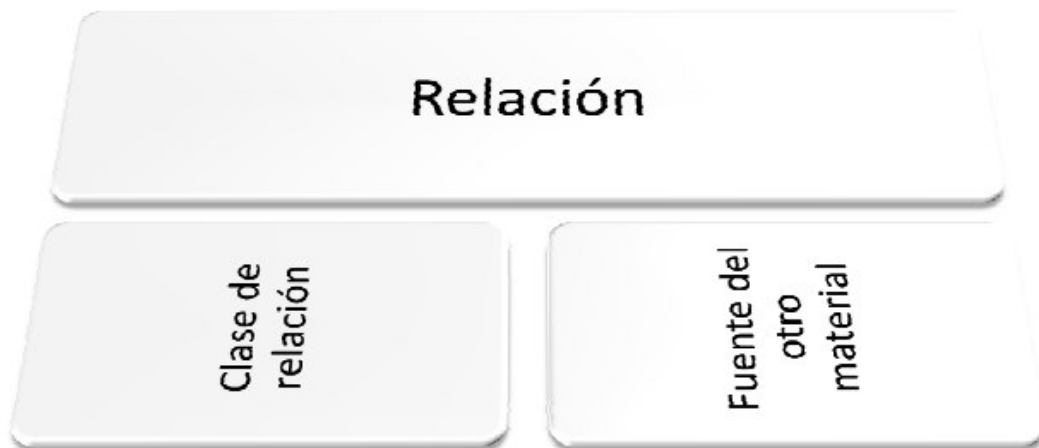 Relación
Clase de
relación
Fuente del
otro
material